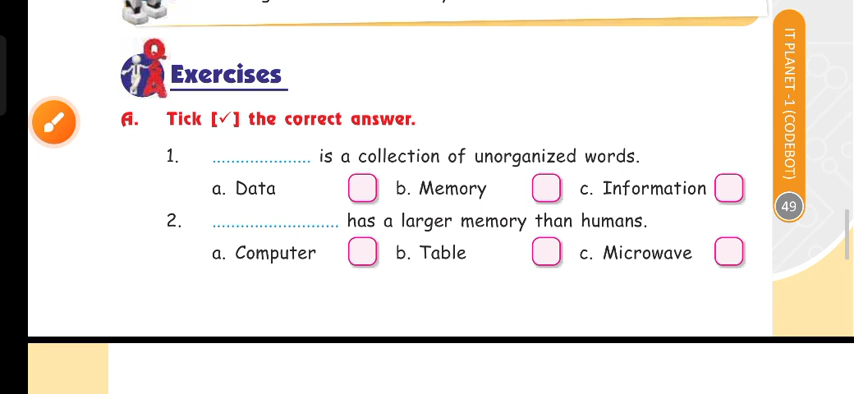 Q
A
Exercises
A. Tick [✓] the correct answer.
1. ..................... is a collection of unorganized words.
a. Data b. Memory c. Information
2. ........................... has a larger memory than humans.
a. Computer b. Table c. Microwave
IT PLANET -1 (CODEBOT)
49